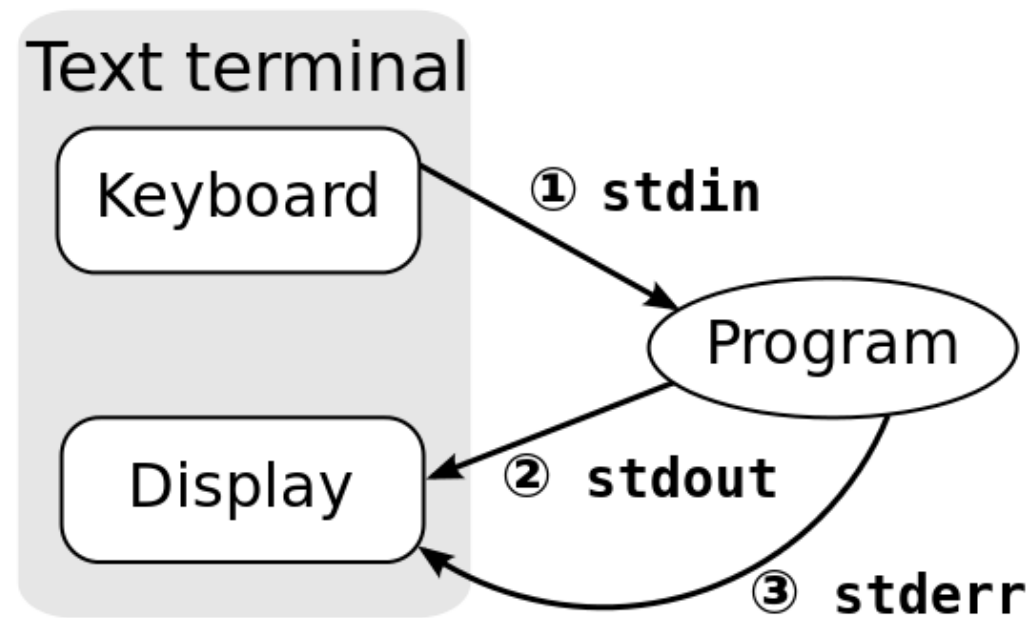 Text terminal
Keyboard
① stdin
Program
Display
② stdout
③ stderr